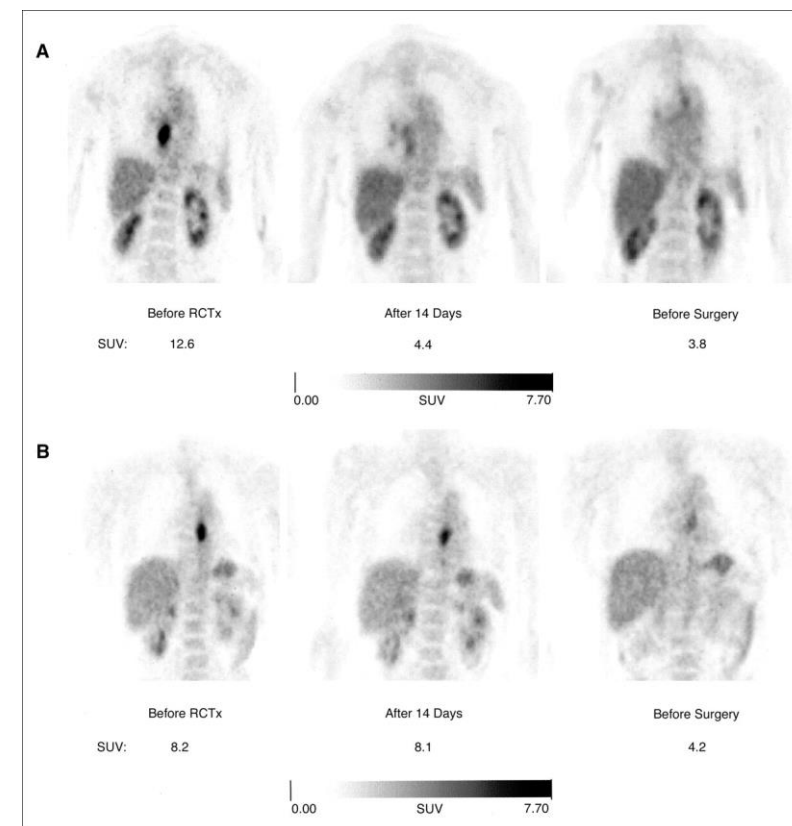 A
Before RCTx After 14 Days Before Surgery
SUV: 12.6 4.4 3.8
0.00 SUV 7.70
B
Before RCTx After 14 Days Before Surgery
SUV: 8.2 8.1 4.2
0.00 SUV 7.70